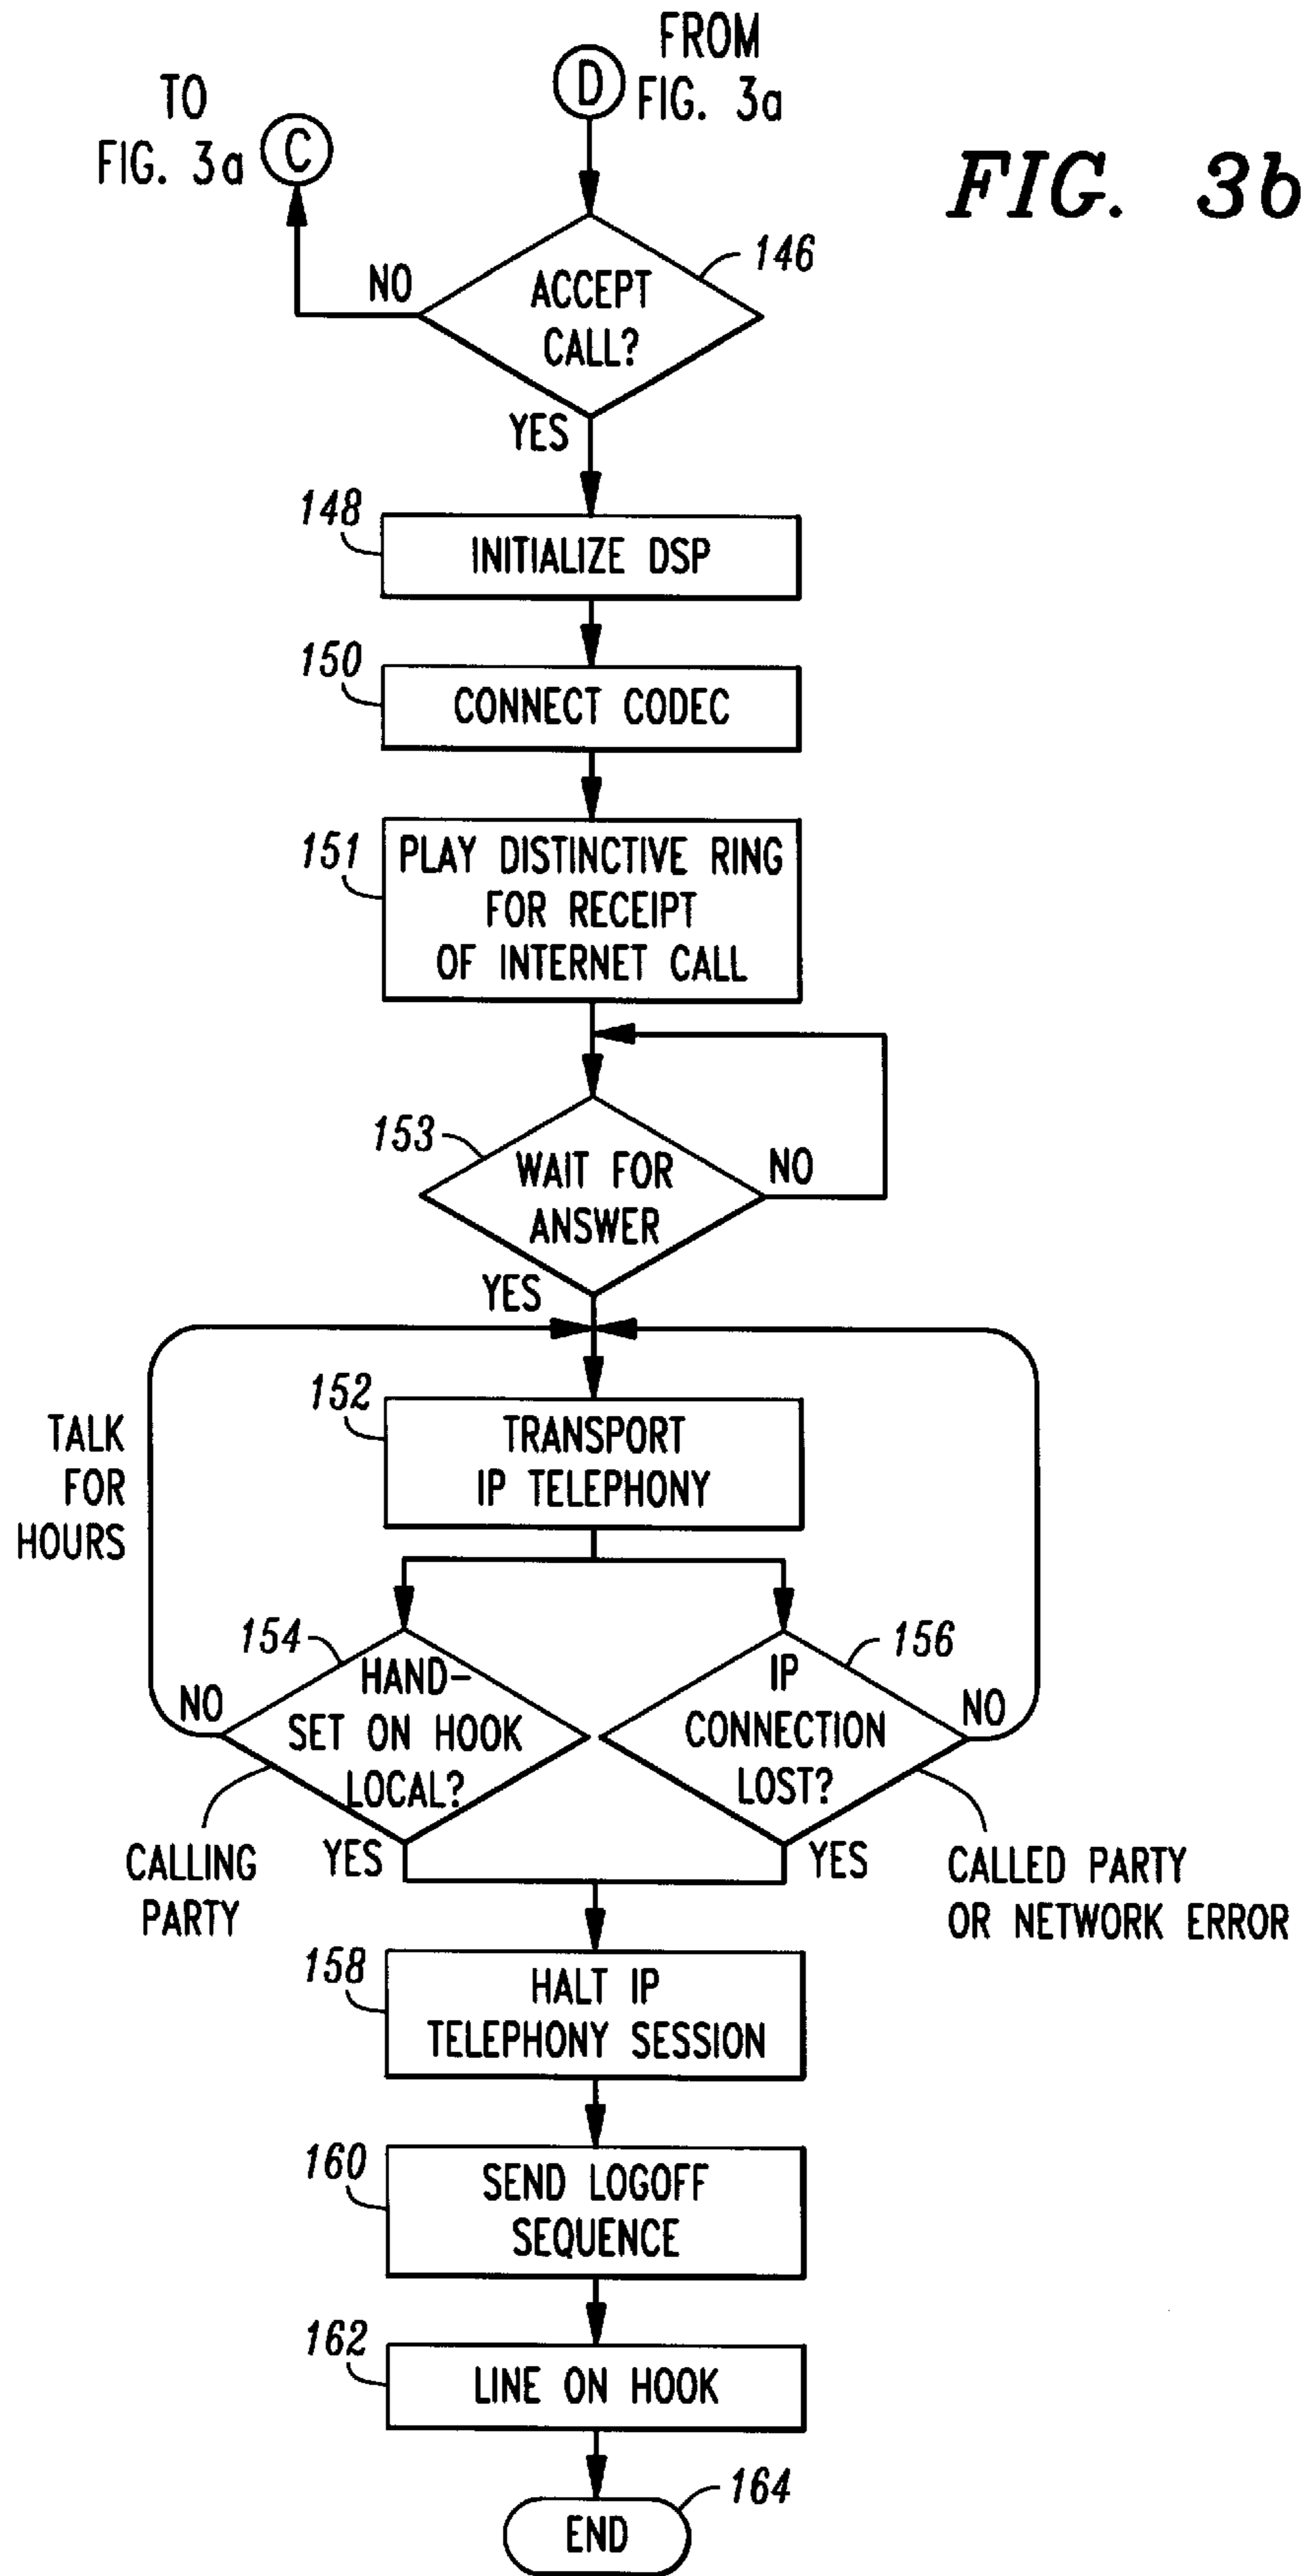 FROM
FIG. 3a
D
TO
FIG. 3a
C
FIG. 3b
146
NO
ACCEPT
CALL?
YES
148
INITIALIZE DSP
150
CONNECT CODEC
151
PLAY DISTINCTIVE RING
FOR RECEIPT
OF INTERNET CALL
153
WAIT FOR
ANSWER
NO
YES
152
TRANSPORT
IP TELEPHONY
TALK
FOR
HOURS
154
HAND-
SET ON HOOK
LOCAL?
NO
156
IP
CONNECTION
LOST?
NO
CALLING
PARTY
YES
YES
CALLED PARTY
OR NETWORK ERROR
158
HALT IP
TELEPHONY SESSION
160
SEND LOGOFF
SEQUENCE
162
LINE ON HOOK
164
END